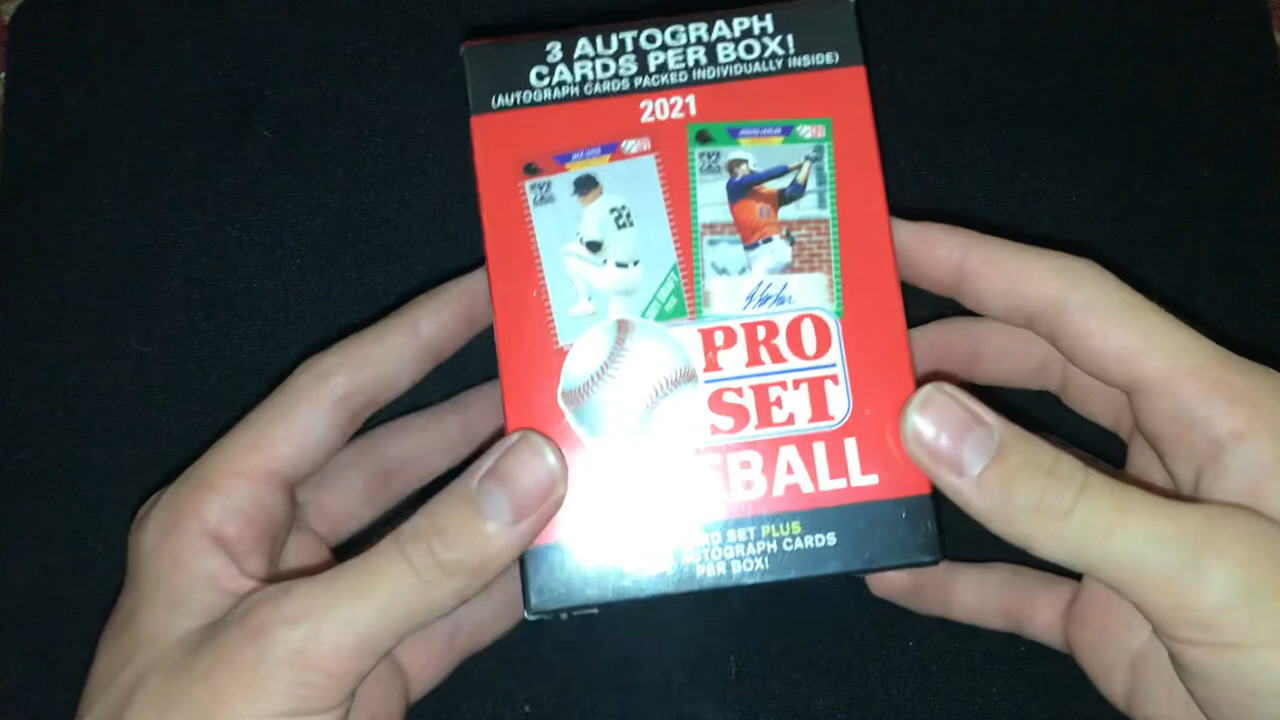 3 AUTOGRAPH
CARDS PER BOX!
(AUTOGRAPH CARDS PACKED INDIVIDUALLY INSIDE)
2021
22
PRO
SET
BALL
SET PLUS
AUTOGRAPH CARDS
PER BOX!